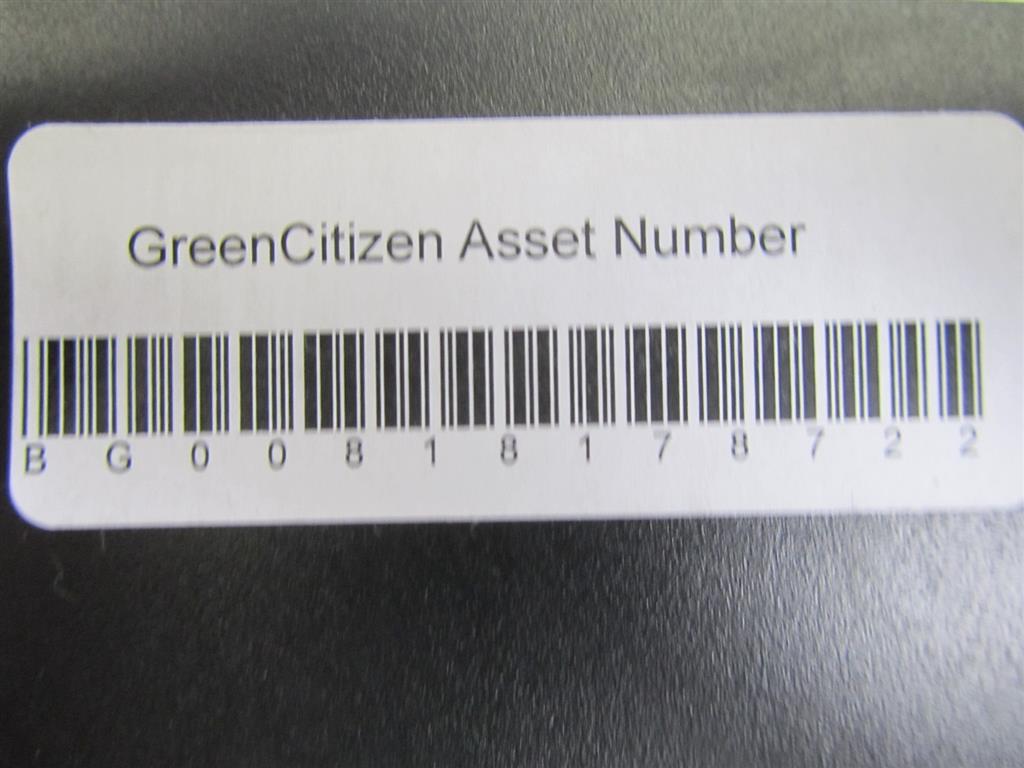 GreenCitizen Asset Number
B G 0 0 8 1 8 1 7 8 7 2 2